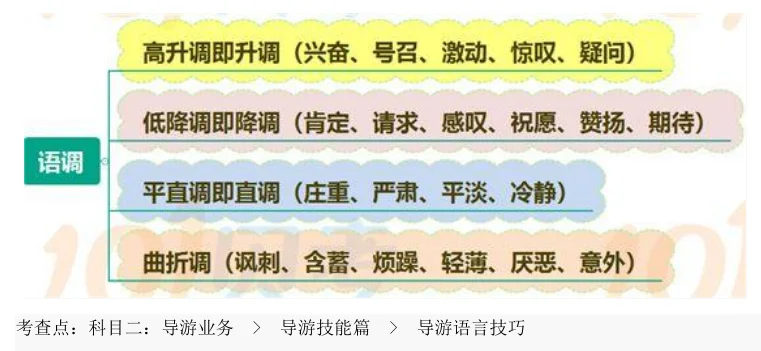 高升调即升调（兴奋、号召、激动、惊叹、疑问）
低降调即降调（肯定、请求、感叹、祝愿、赞扬、期待）
语调
平直调即直调（庄重、严肃、平淡、冷静）
曲折调（讽刺、含蓄、烦躁、轻薄、厌恶、意外）
考查点：科目二：导游业务 > 导游技能篇 > 导游语言技巧